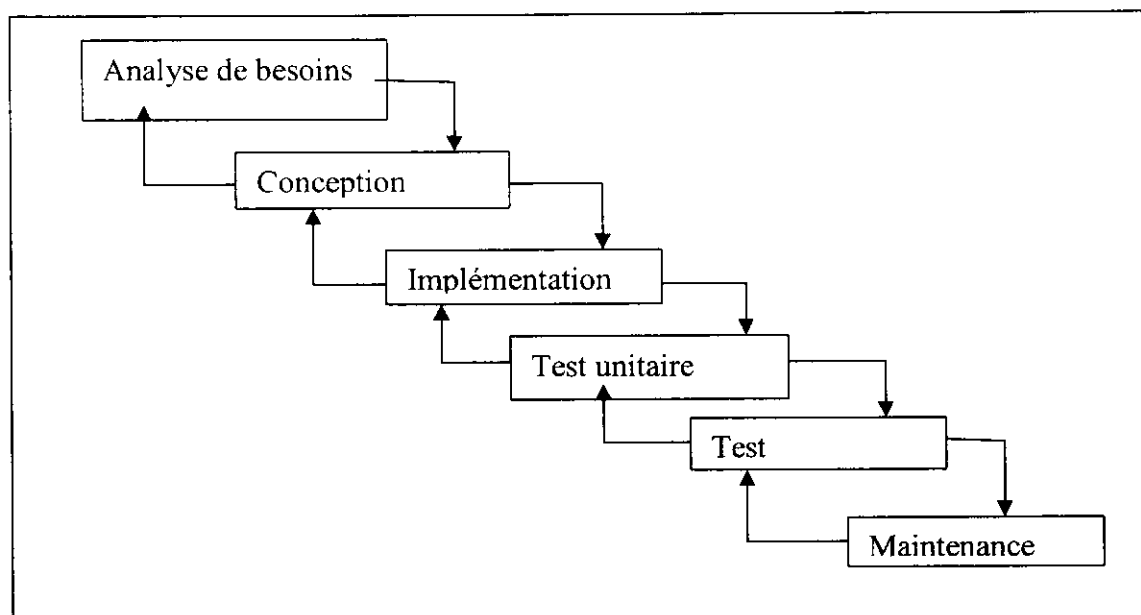 Analyse de besoins
Conception
Implémentation
Test unitaire
Test
Maintenance